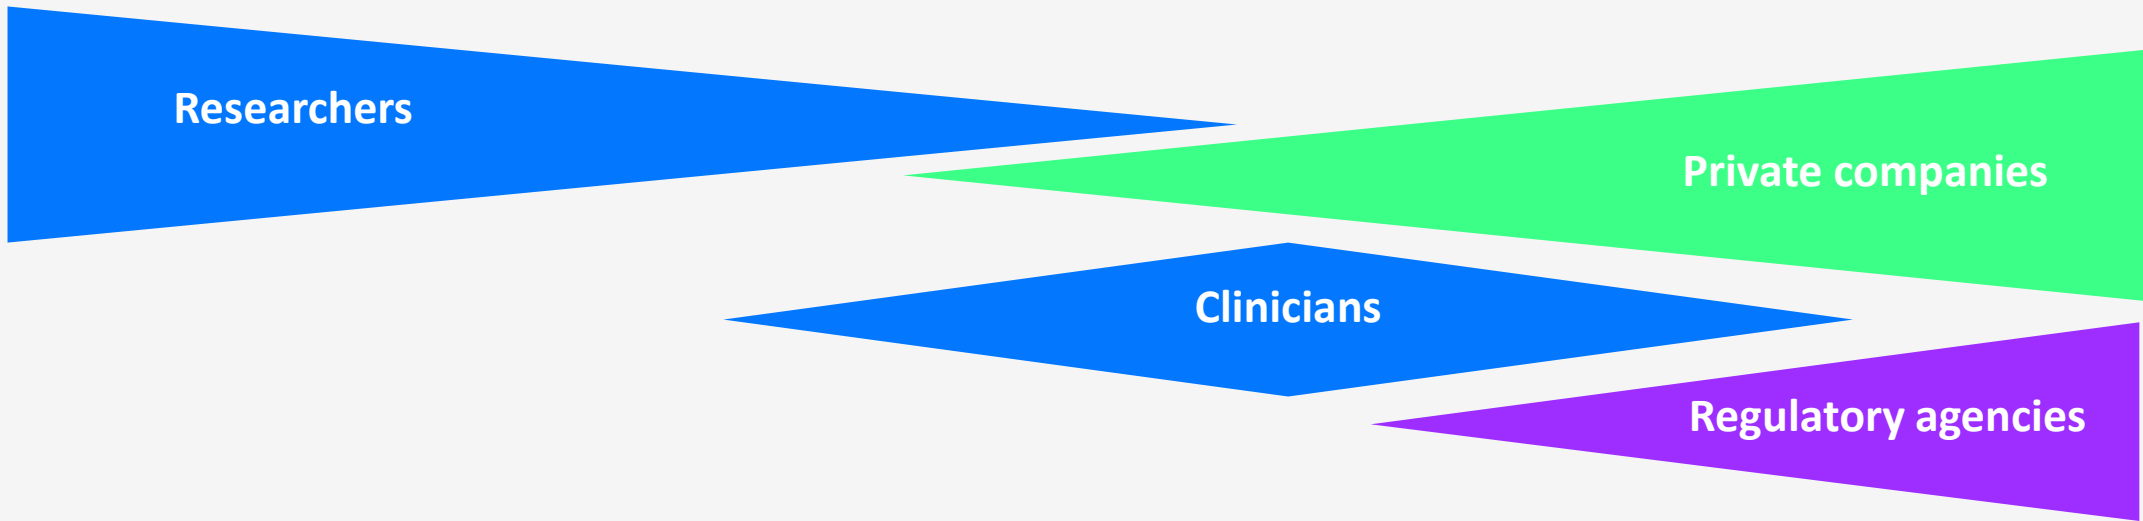 Researchers
Private companies
Clinicians
Regulatory agencies